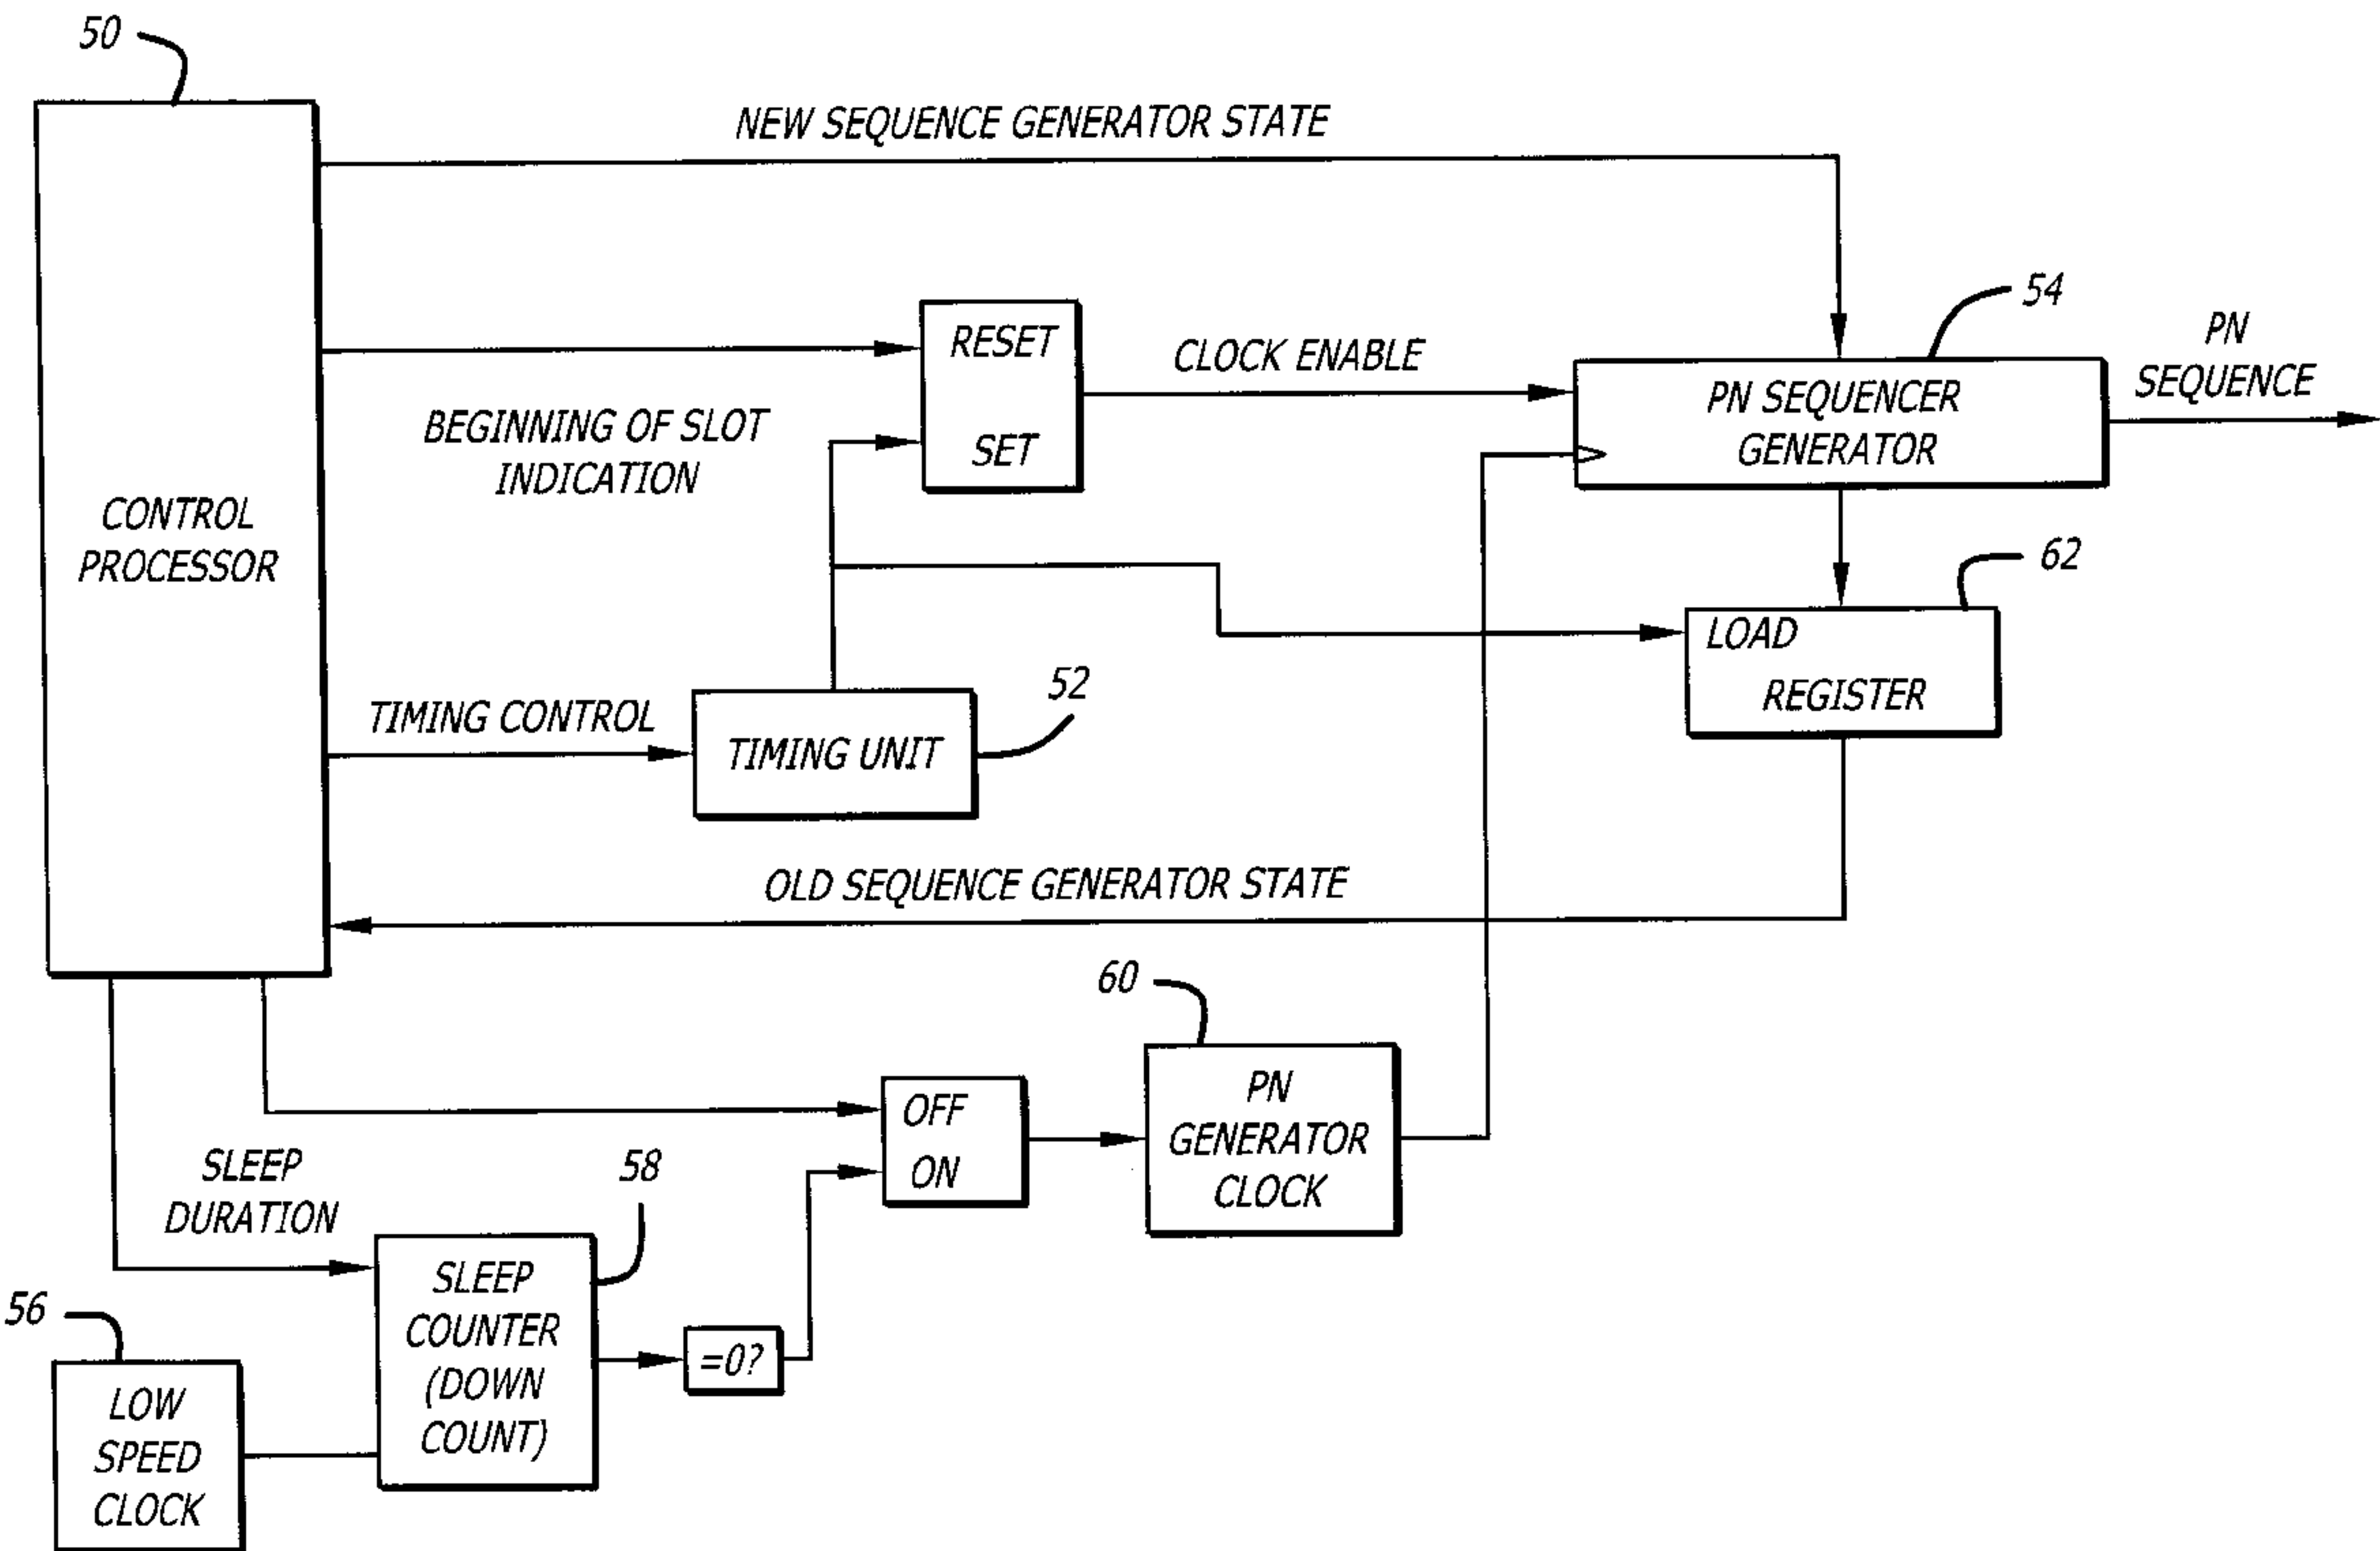 50
NEW SEQUENCE GENERATOR STATE
54
RESET
SET
CLOCK ENABLE
PN
SEQUENCE
PN SEQUENCER
GENERATOR
BEGINNING OF SLOT
INDICATION
CONTROL
PROCESSOR
62
LOAD
REGISTER
52
TIMING CONTROL
TIMING UNIT
OLD SEQUENCE GENERATOR STATE
60
PN
GENERATOR
CLOCK
OFF
ON
SLEEP
DURATION
58
SLEEP
COUNTER
(DOWN
COUNT)
=0?
56
LOW
SPEED
CLOCK